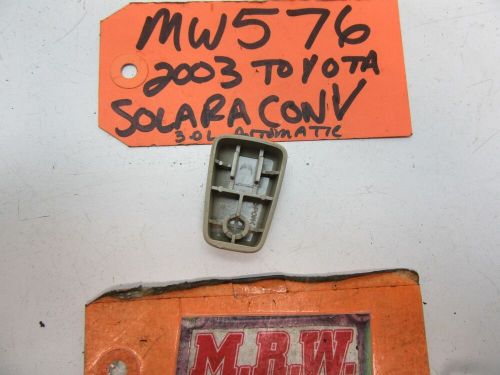 MW576
2003 TOYOTA
SOLARA CONV
3.0L AUTOMATIC
M.R.W.